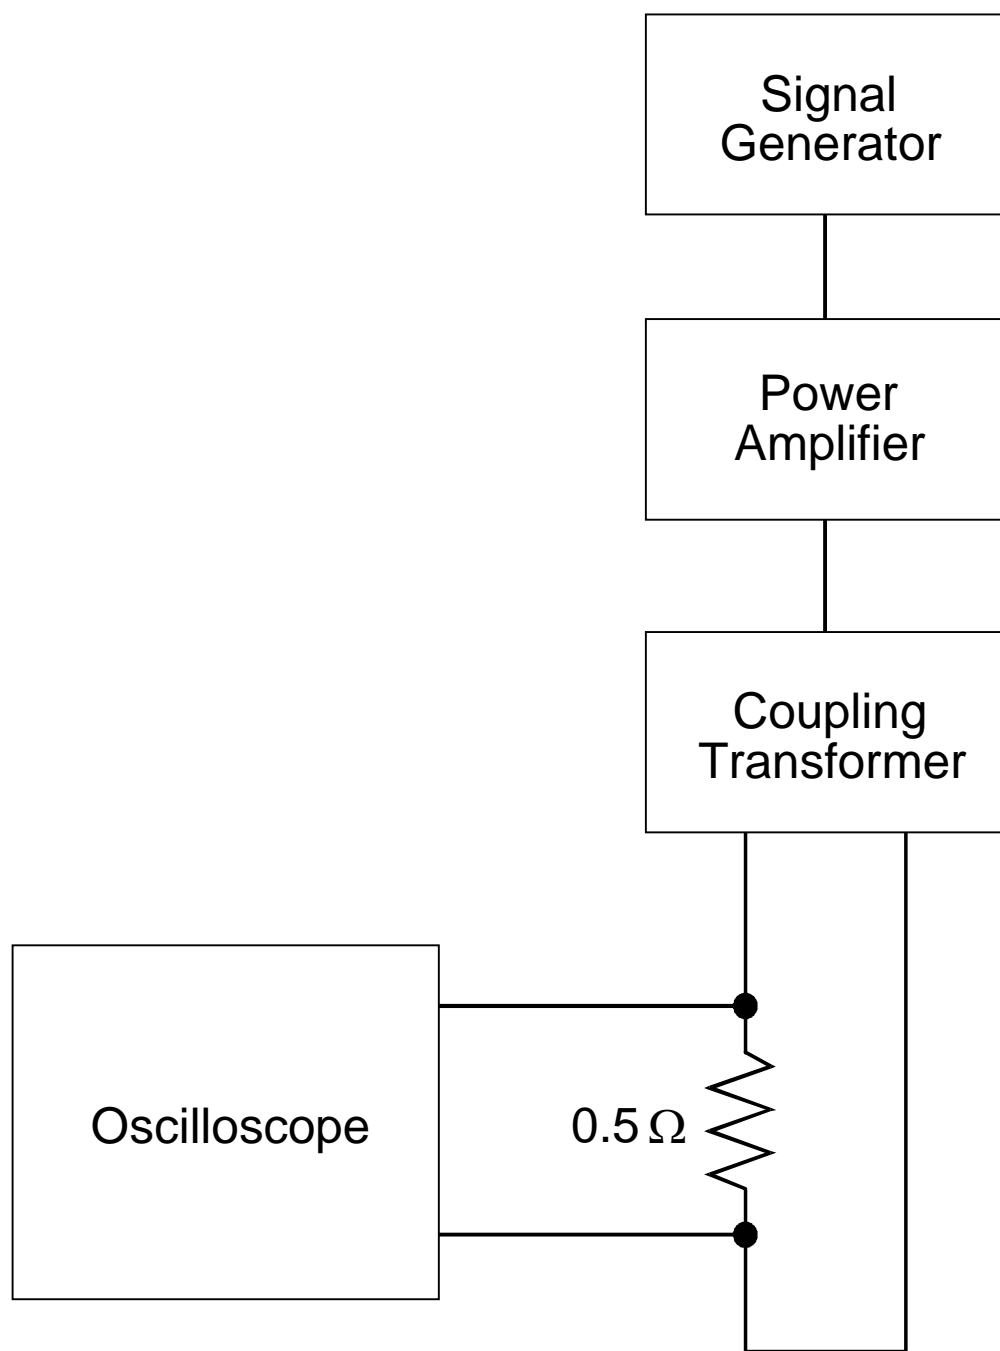 Signal
Generator
Power
Amplifier
Coupling
Transformer
Oscilloscope
0.5 Ω